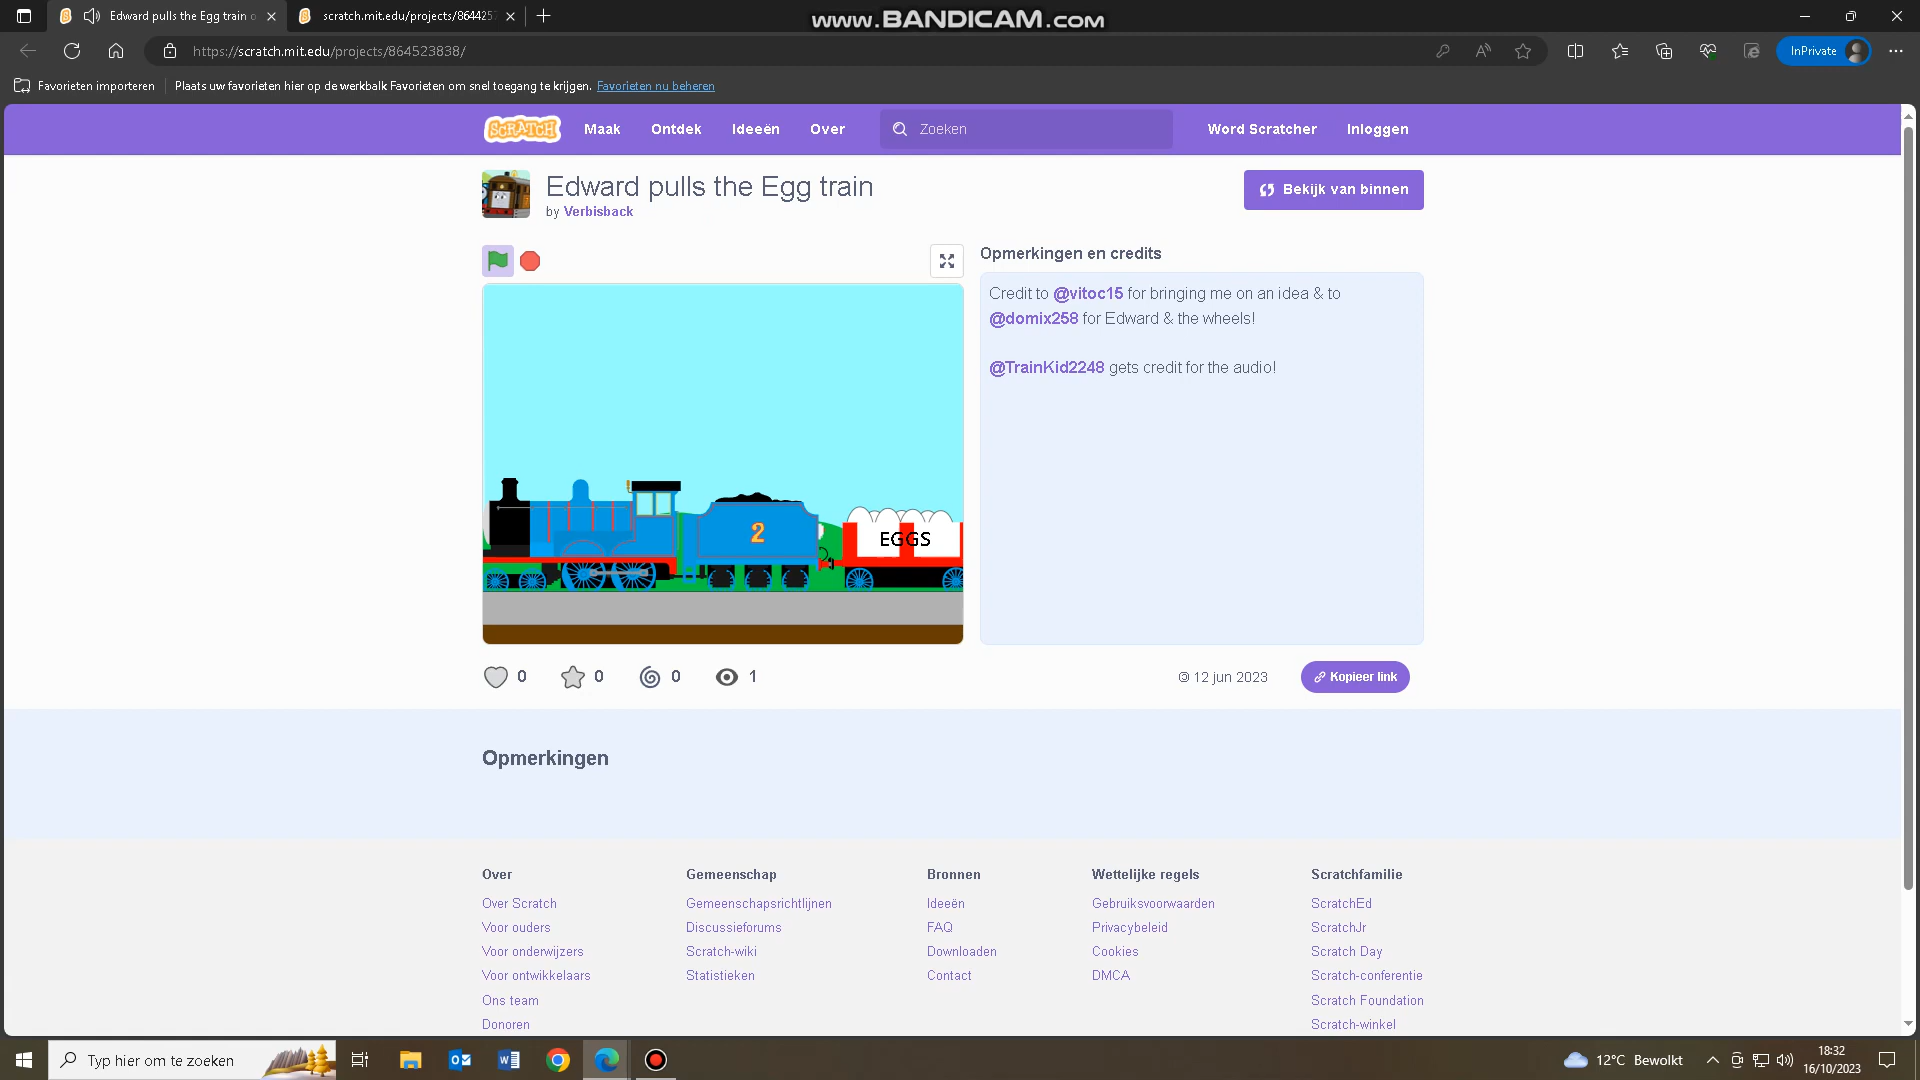 Edward pulls the Egg train o
scratch.mit.edu/projects/864425
www.BANDICAM.com
https://scratch.mit.edu/projects/864523838/
InPrivate
Favorieten importeren
Plaats uw favorieten hier op de werkbalk Favorieten om snel toegang te krijgen. Favorieten nu beheren
SCRATCH
Maak
Ontdek
Ideeën
Over
Zoeken
Word Scratcher
Inloggen
Edward pulls the Egg train
by Verbisback
Bekijk van binnen
Opmerkingen en credits
Credit to @vitoc15 for bringing me on an idea & to
@domix258 for Edward & the wheels!
@TrainKid2248 gets credit for the audio!
2
EGGS
0
0
0
1
© 12 jun 2023
Kopieer link
Opmerkingen
Over
Over Scratch
Voor ouders
Voor onderwijzers
Voor ontwikkelaars
Ons team
Donoren
Gemeenschap
Gemeenschapsrichtlijnen
Discussieforums
Scratch-wiki
Statistieken
Bronnen
Ideeën
FAQ
Downloaden
Contact
Wettelijke regels
Gebruiksvoorwaarden
Privacybeleid
Cookies
DMCA
Scratchfamilie
ScratchEd
ScratchJr
Scratch Day
Scratch-conferentie
Scratch Foundation
Scratch-winkel
Typ hier om te zoeken
12°C Bewolkt
18:32
16/10/2023